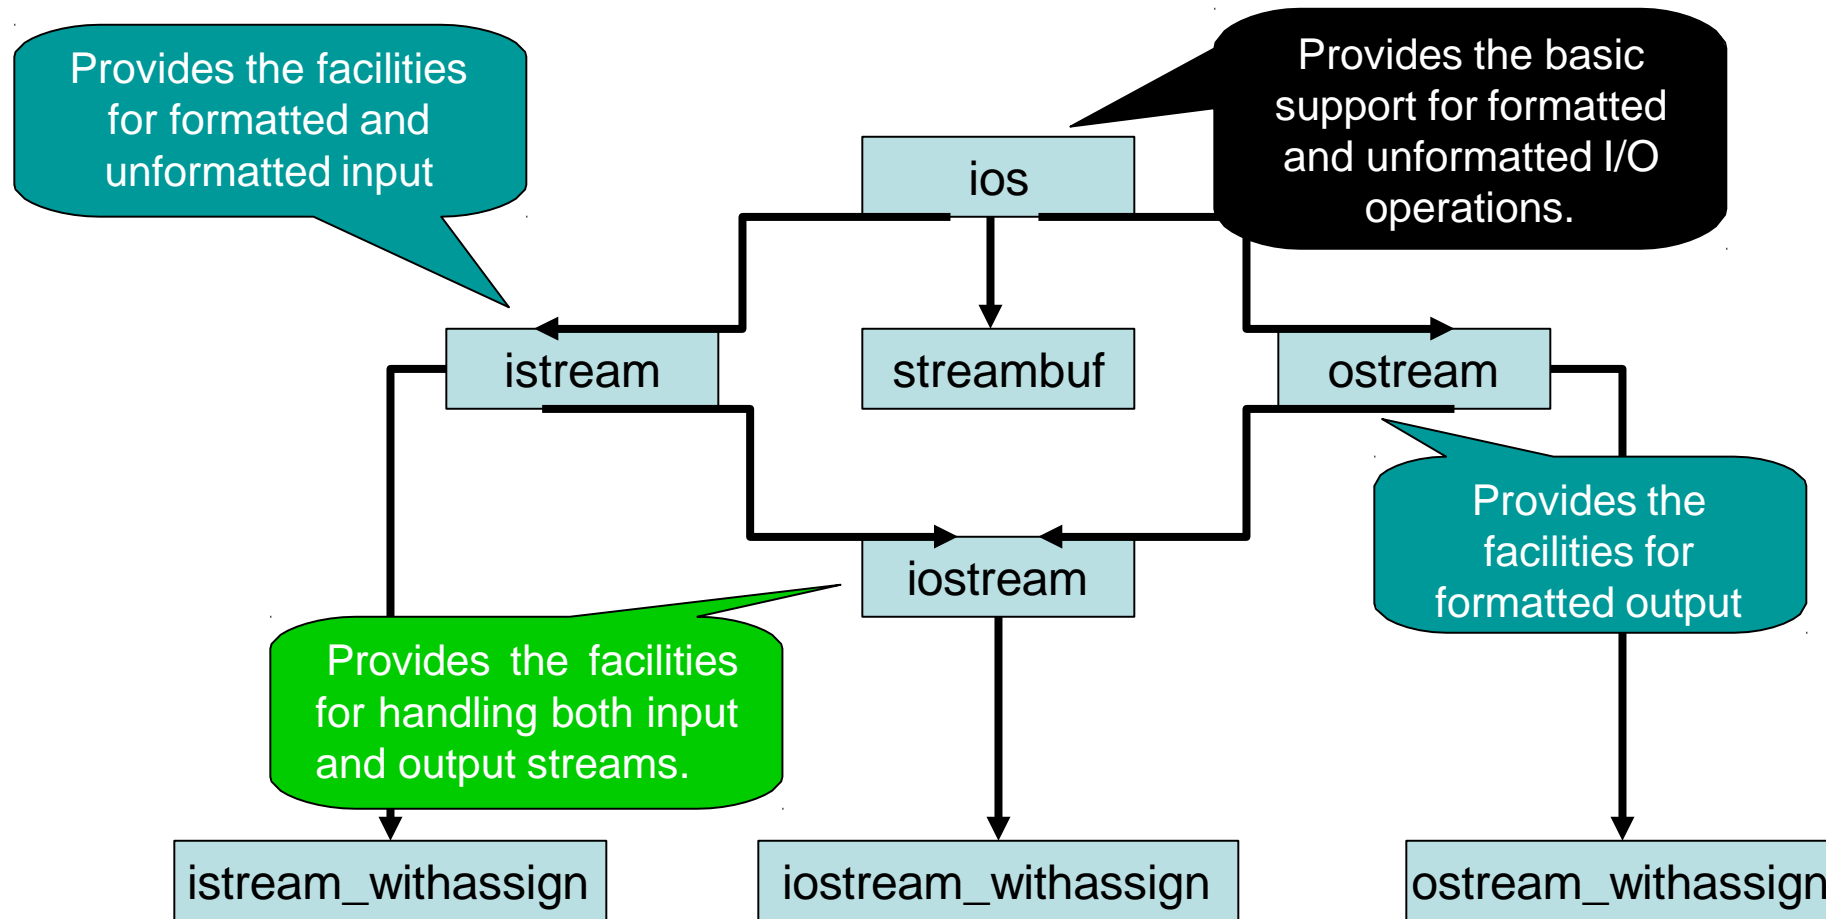 Provides the facilities
for formatted and
unformatted input
Provides the basic
support for formatted
and unformatted I/O
operations.
ios
istream
streambuf
ostream
Provides the
facilities for
formatted output
iostream
Provides the facilities
for handling both input
and output streams.
istream_withassign
iostream_withassign
ostream_withassign